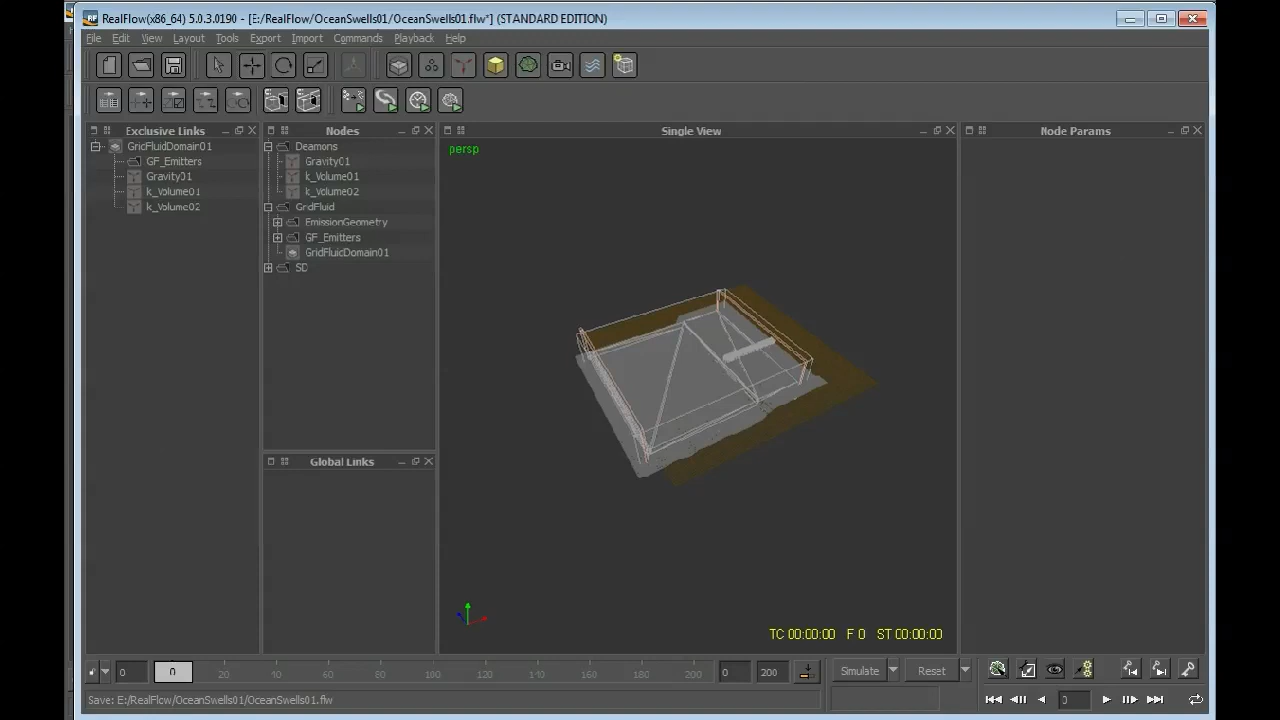 RealFlow(x86_64) 5.0.3.0190 - [E:/RealFlow/OceanSwells01/OceanSwells01.flw*] (STANDARD EDITION)
File Edit View Layout Tools Export Import Commands Playback Help
Exclusive Links
GridFluidDomain01
GF_Emitters
Gravity01
k_Volume01
k_Volume02
Nodes
Deamons
Gravity01
k_Volume01
k_Volume02
GridFluid
EmissionGeometry
GF_Emitters
GridFluidDomain01
SD
Global Links
Single View
persp
TC 00:00:00 F 0 ST 00:00:00
Node Params
0 0 20 40 60 80 100 120 140 160 180 200 0 200
Simulate Reset
0
Save: E:/RealFlow/OceanSwells01/OceanSwells01.flw